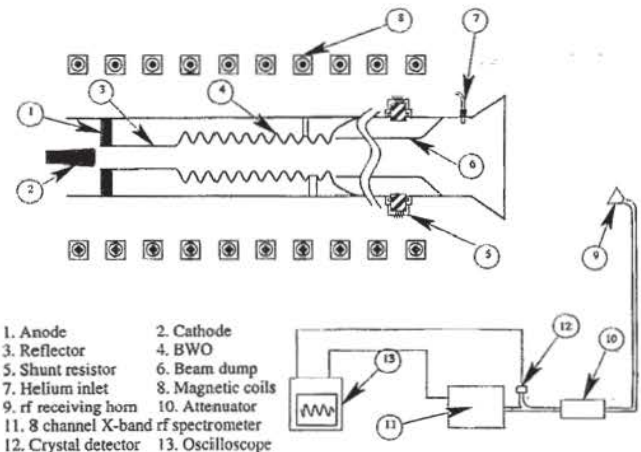 8
7
1
3
4
6
2
5
9
1. Anode 2. Cathode
3. Reflector 4. BWO
5. Shunt resistor 6. Beam dump
7. Helium inlet 8. Magnetic coils
9. rf receiving horn 10. Attenuator
11. 8 channel X-band rf spectrometer
12. Crystal detector 13. Oscilloscope
12
10
13
11